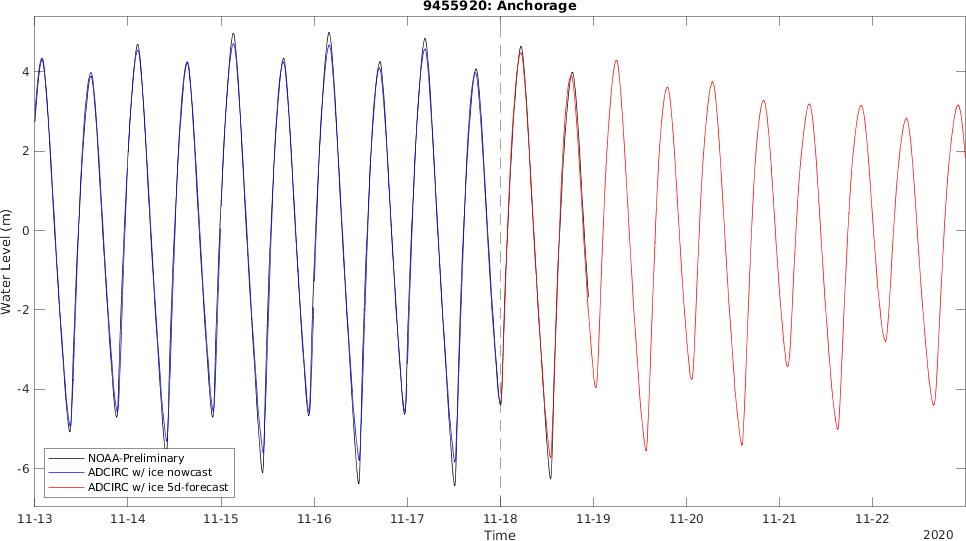 9455920: Anchorage
Water Level (m)
4
2
0
-2
-4
-6
NOAA-Preliminary
ADCIRC w/ ice nowcast
ADCIRC w/ ice 5d-forecast
11-13 11-14 11-15 11-16 11-17 11-18 11-19 11-20 11-21 11-22
Time
2020